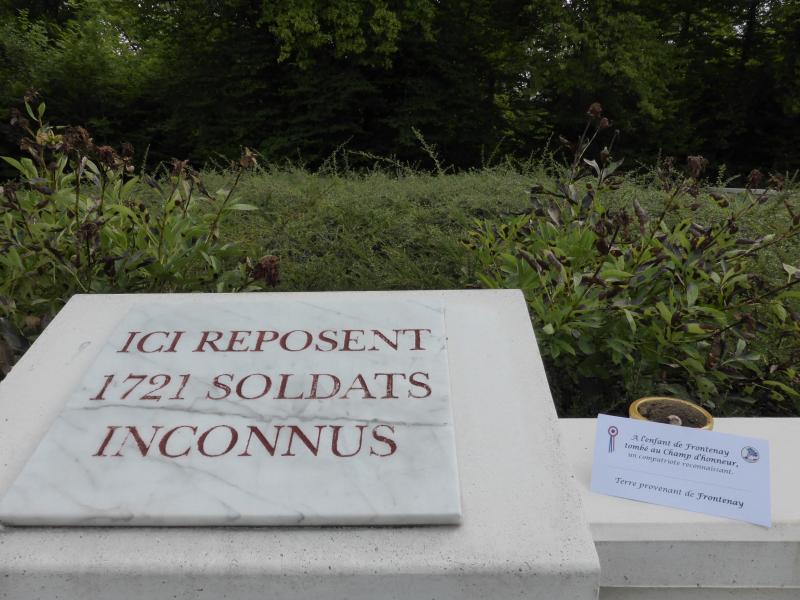 ICI REPOSENT
1721 SOLDATS
INCONNUS
A l'enfant de Frontenay
tombé au Champ d'honneur,
un compatriote reconnaissant.
Terre provenant de Frontenay